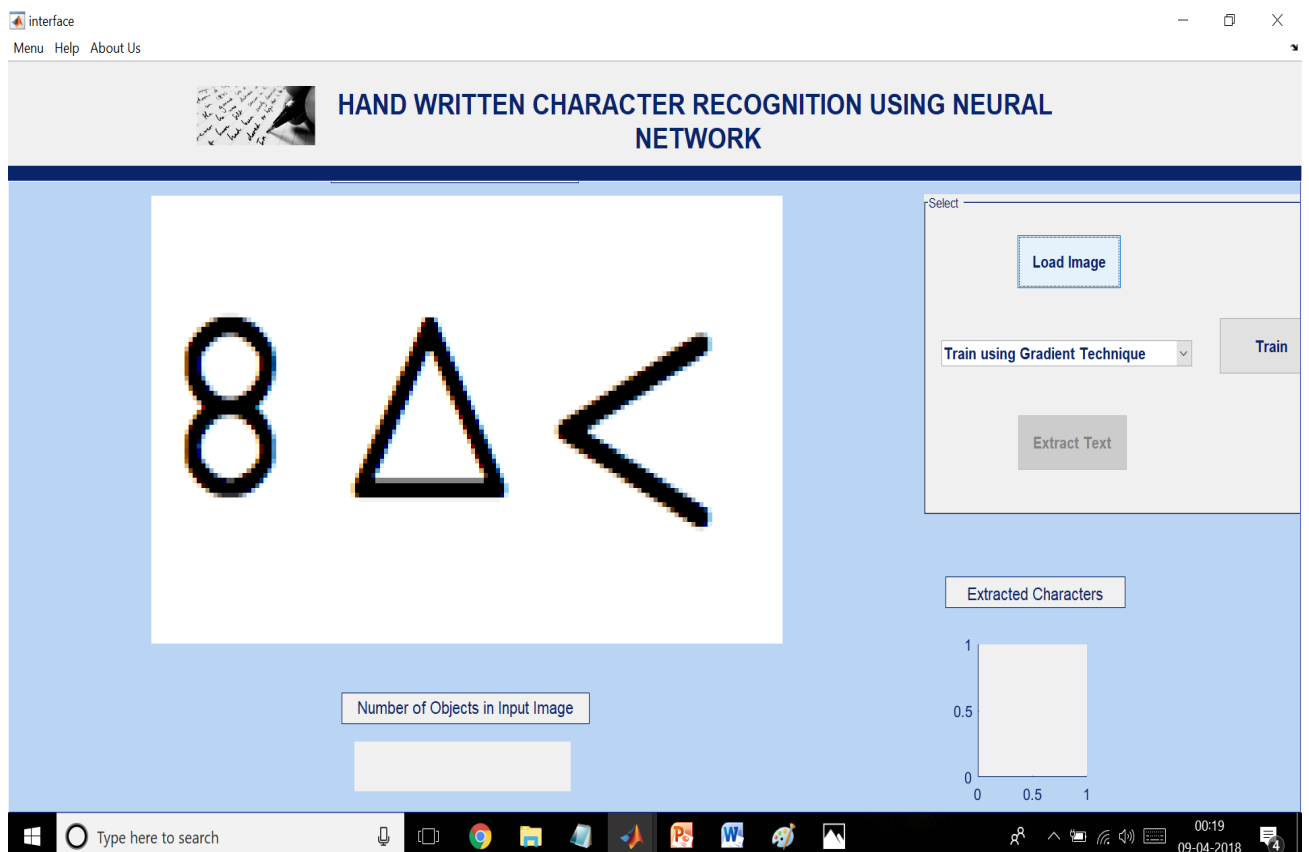 interface
Menu Help About Us
HAND WRITTEN CHARACTER RECOGNITION USING NEURAL
NETWORK
8 Δ <
Select
Load Image
Train using Gradient Technique
Train
Extract Text
Extracted Characters
1
0.5
0
0 0.5 1
Number of Objects in Input Image
Type here to search
00:19
09-04-2018
4